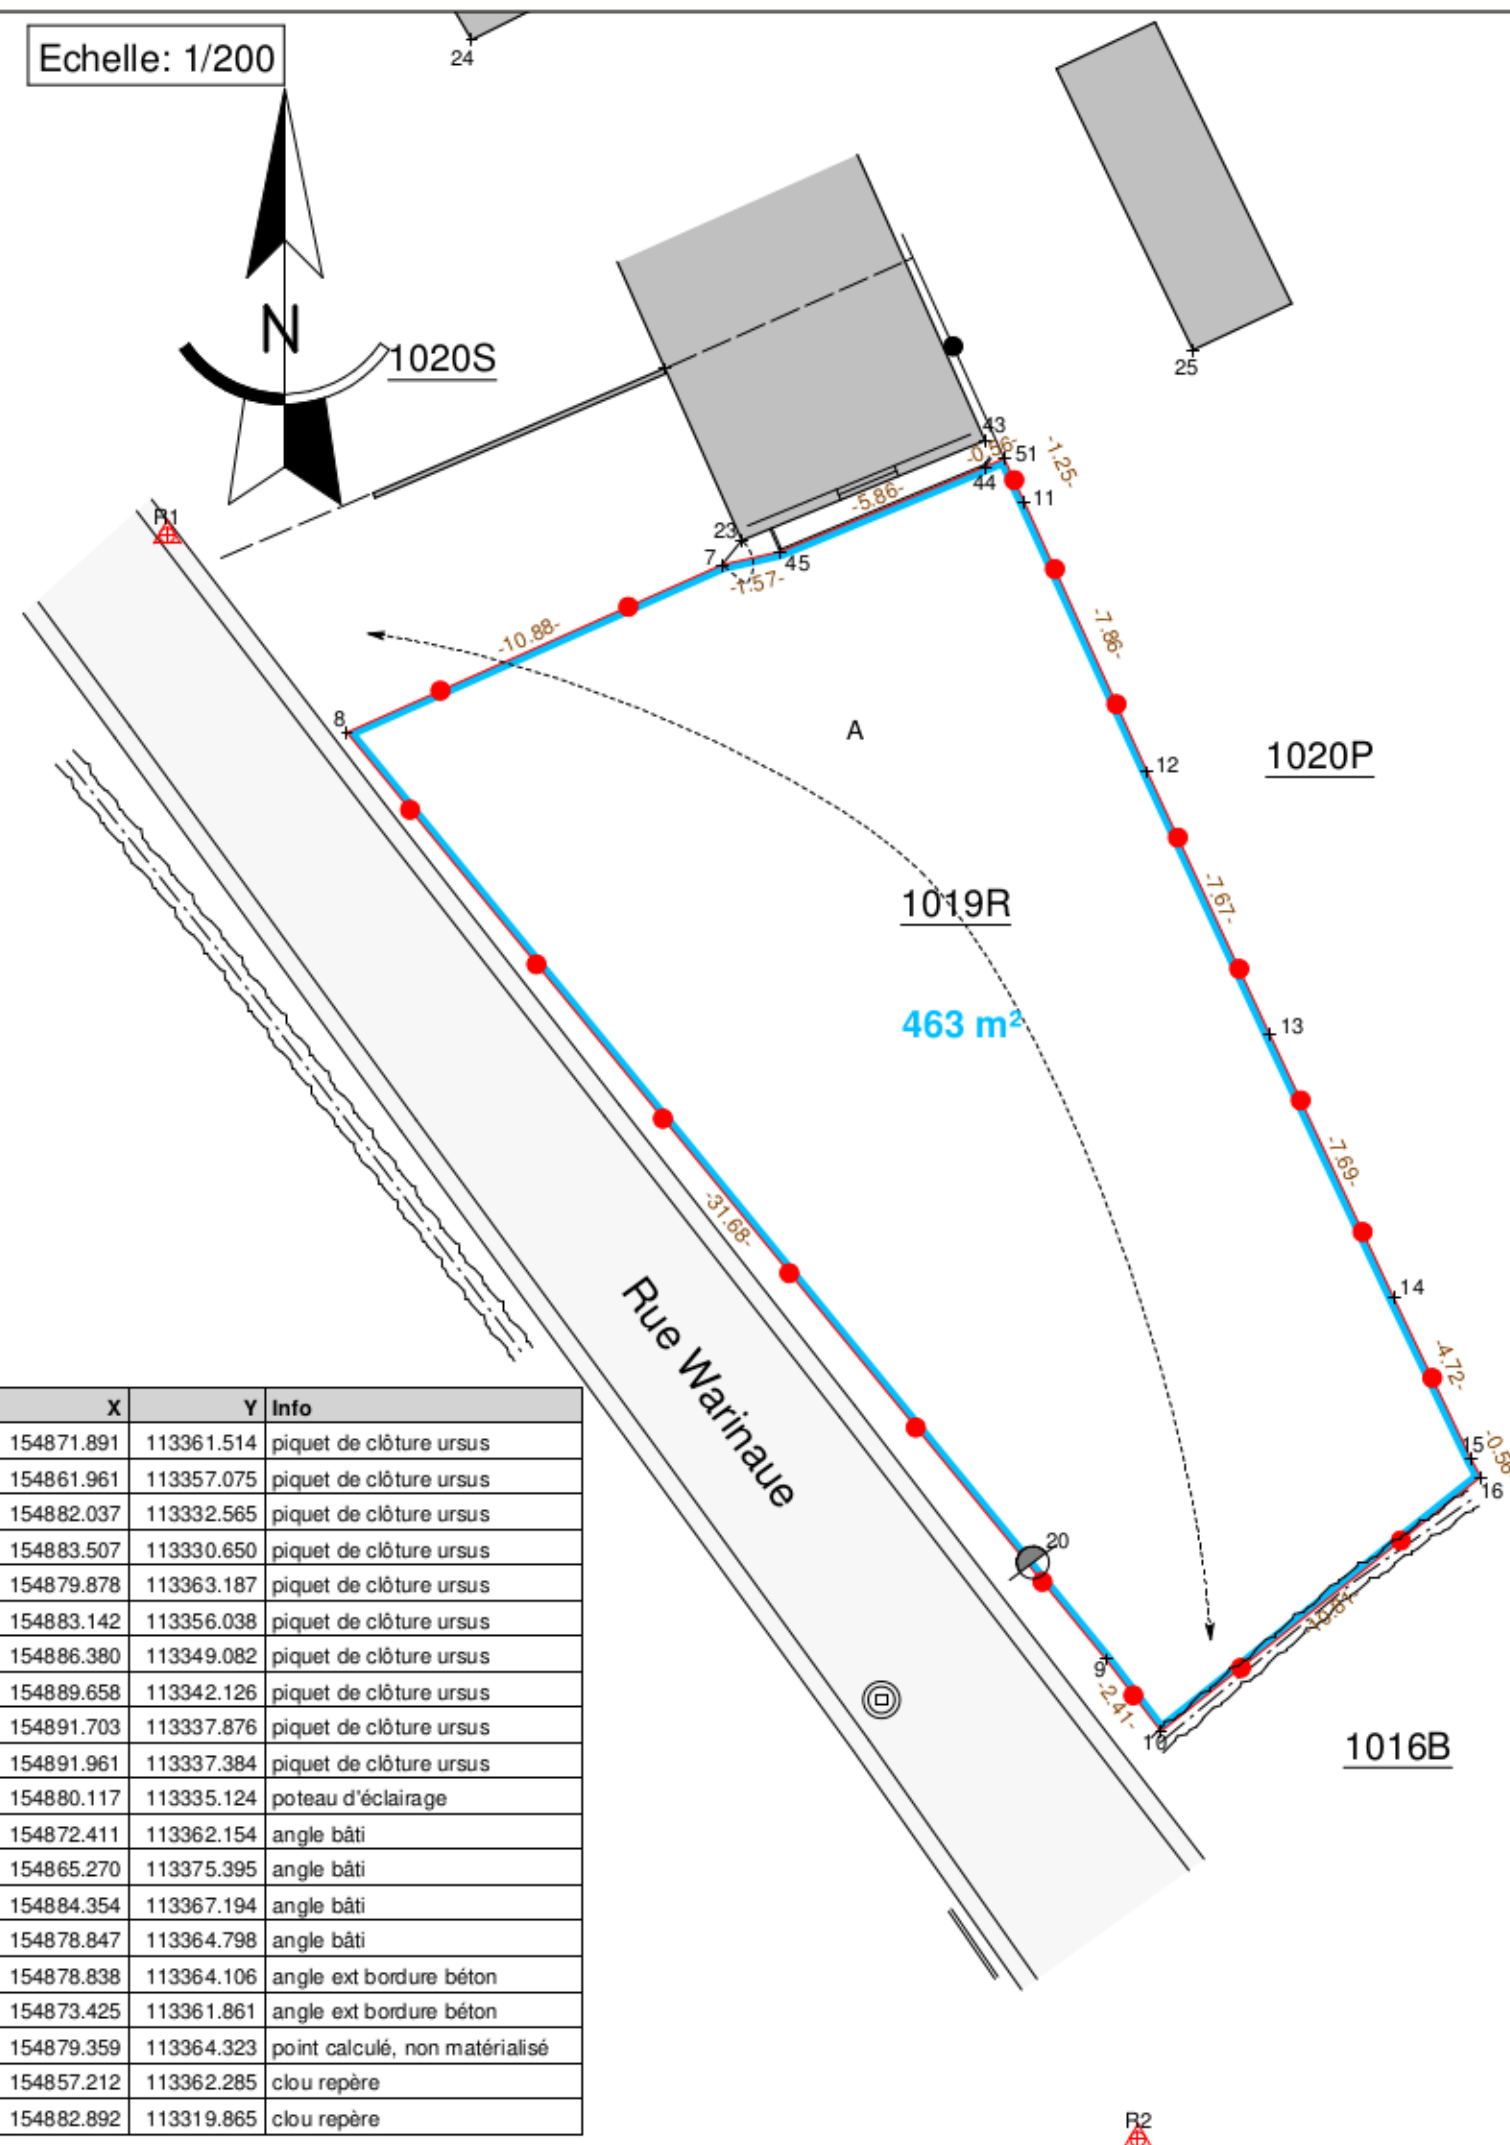 Echelle: 1/200
24
N
1020S
25
R1
43
-0.56-
51
-1.25-
44
11
-5.86-
23
7
45
-1.57-
-10.88-
-7.86-
8
A
12
1020P
-7.67-
1019R
463 m²
13
-7.69-
-31.68-
14
Rue Warinaue
-4.72-
15
-0.56
16
20
9
-2.41-
10
1016B
X Y Info
154871.891 113361.514 piquet de clôture ursus
154861.961 113357.075 piquet de clôture ursus
154882.037 113332.565 piquet de clôture ursus
154883.507 113330.650 piquet de clôture ursus
154879.878 113363.187 piquet de clôture ursus
154883.142 113356.038 piquet de clôture ursus
154886.380 113349.082 piquet de clôture ursus
154889.658 113342.126 piquet de clôture ursus
154891.703 113337.876 piquet de clôture ursus
154891.961 113337.384 piquet de clôture ursus
154880.117 113335.124 poteau d'éclairage
154872.411 113362.154 angle bâti
154865.270 113375.395 angle bâti
154884.354 113367.194 angle bâti
154878.847 113364.798 angle bâti
154878.838 113364.106 angle ext bordure béton
154873.425 113361.861 angle ext bordure béton
154879.359 113364.323 point calculé, non matérialisé
154857.212 113362.285 clou repère
154882.892 113319.865 clou repère
R2